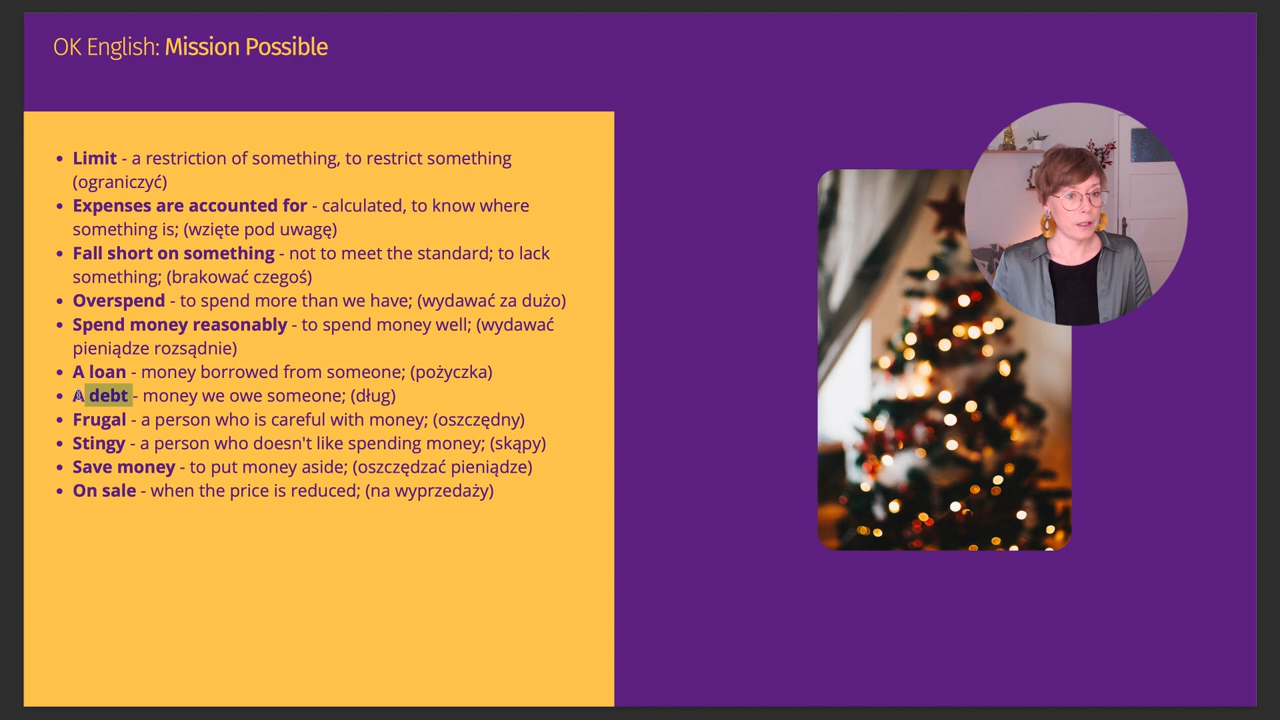 OK English: Mission Possible
• Limit - a restriction of something, to restrict something
(ograniczyć)
• Expenses are accounted for - calculated, to know where
something is; (wzięte pod uwagę)
• Fall short on something - not to meet the standard; to lack
something; (brakować czegoś)
• Overspend - to spend more than we have; (wydawać za dużo)
• Spend money reasonably - to spend money well; (wydawać
pieniądze rozsądnie)
• A loan - money borrowed from someone; (pożyczka)
• A debt - money we owe someone; (dług)
• Frugal - a person who is careful with money; (oszczędny)
• Stingy - a person who doesn't like spending money; (skąpy)
• Save money - to put money aside; (oszczędzać pieniądze)
• On sale - when the price is reduced; (na wyprzedaży)